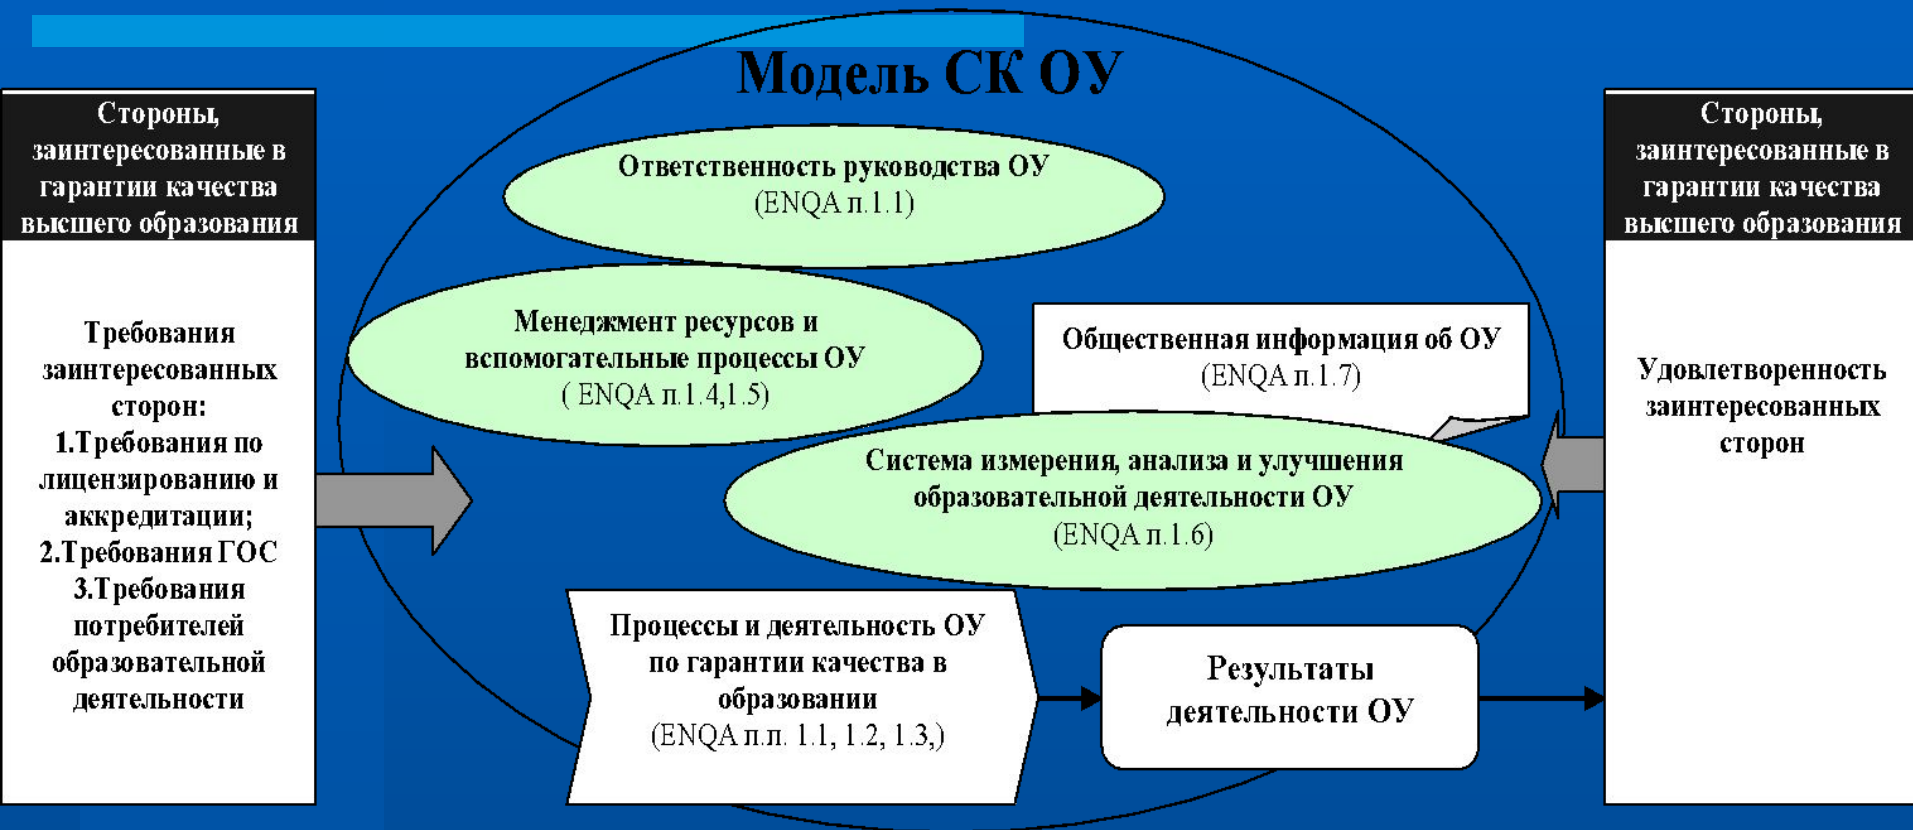 Модель СК ОУ
Стороны,
заинтересованные в
гарантии качества
высшего образования
Требования
заинтересованных
сторон:
1.Требования по
лицензированию и
аккредитации;
2.Требования ГОС
3.Требования
потребителей
образовательной
деятельности
Ответственность руководства ОУ
(ENQA п.1.1)
Менеджмент ресурсов и
вспомогательные процессы ОУ
( ENQA п.1.4,1.5)
Общественная информация об ОУ
(ENQA п.1.7)
Система измерения, анализа и улучшения
образовательной деятельности ОУ
(ENQA п.1.6)
Процессы и деятельность ОУ
по гарантии качества в
образовании
(ENQA п.п. 1.1, 1.2, 1.3,)
Результаты
деятельности ОУ
Стороны,
заинтересованные в
гарантии качества
высшего образования
Удовлетворенность
заинтересованных
сторон